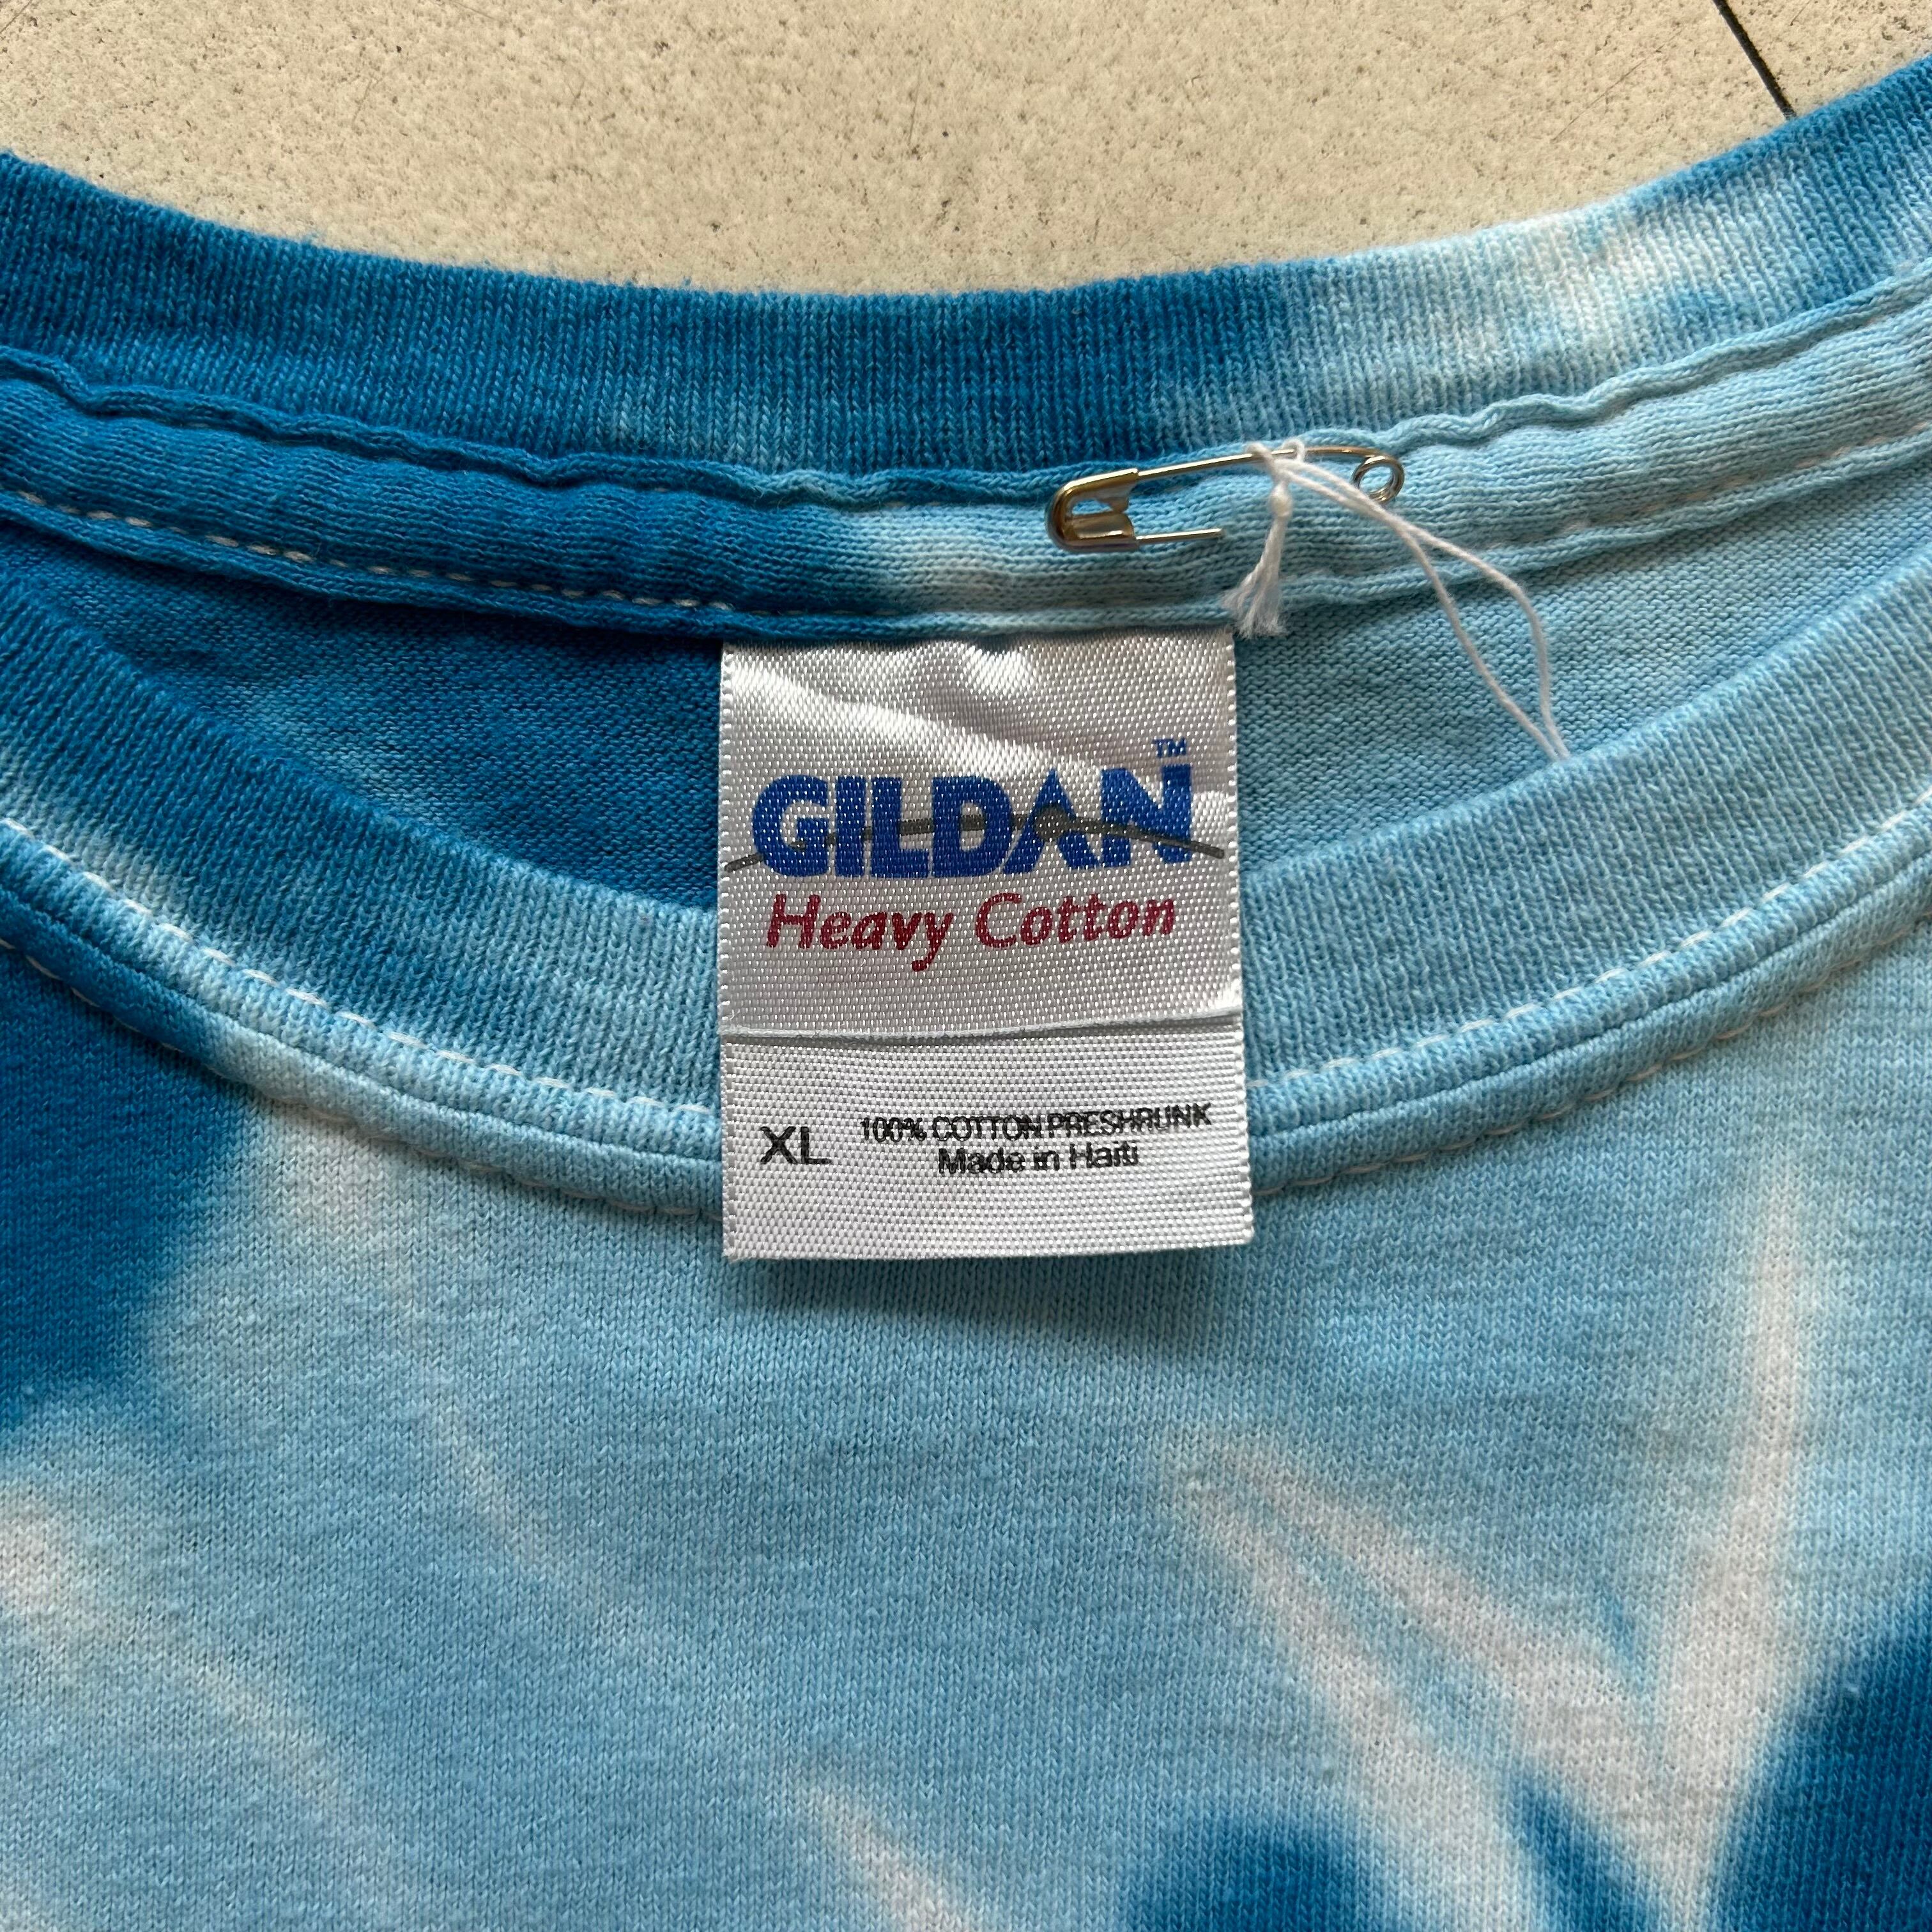 GILDAN™
Heavy Cotton
XL 100% COTTON PRESHRUNK
Made in Haiti